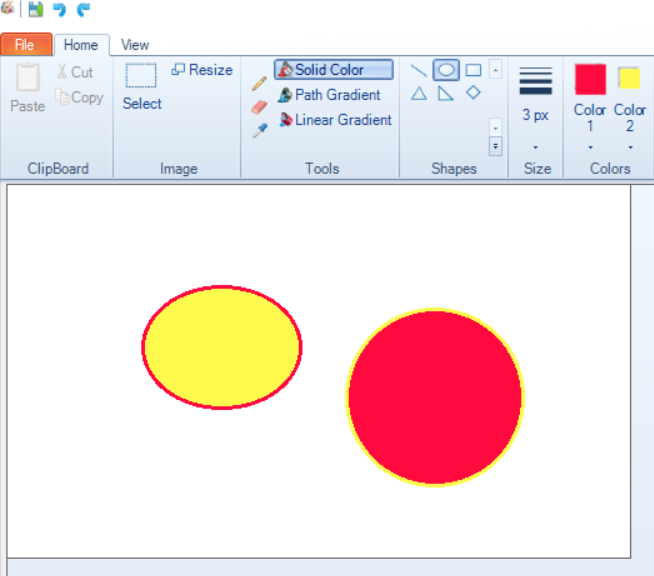 File Home View
Cut Resize Solid Color
Copy Path Gradient
Paste Select Linear Gradient 3 px Color 1 Color 2
ClipBoard Image Tools Shapes Size Colors